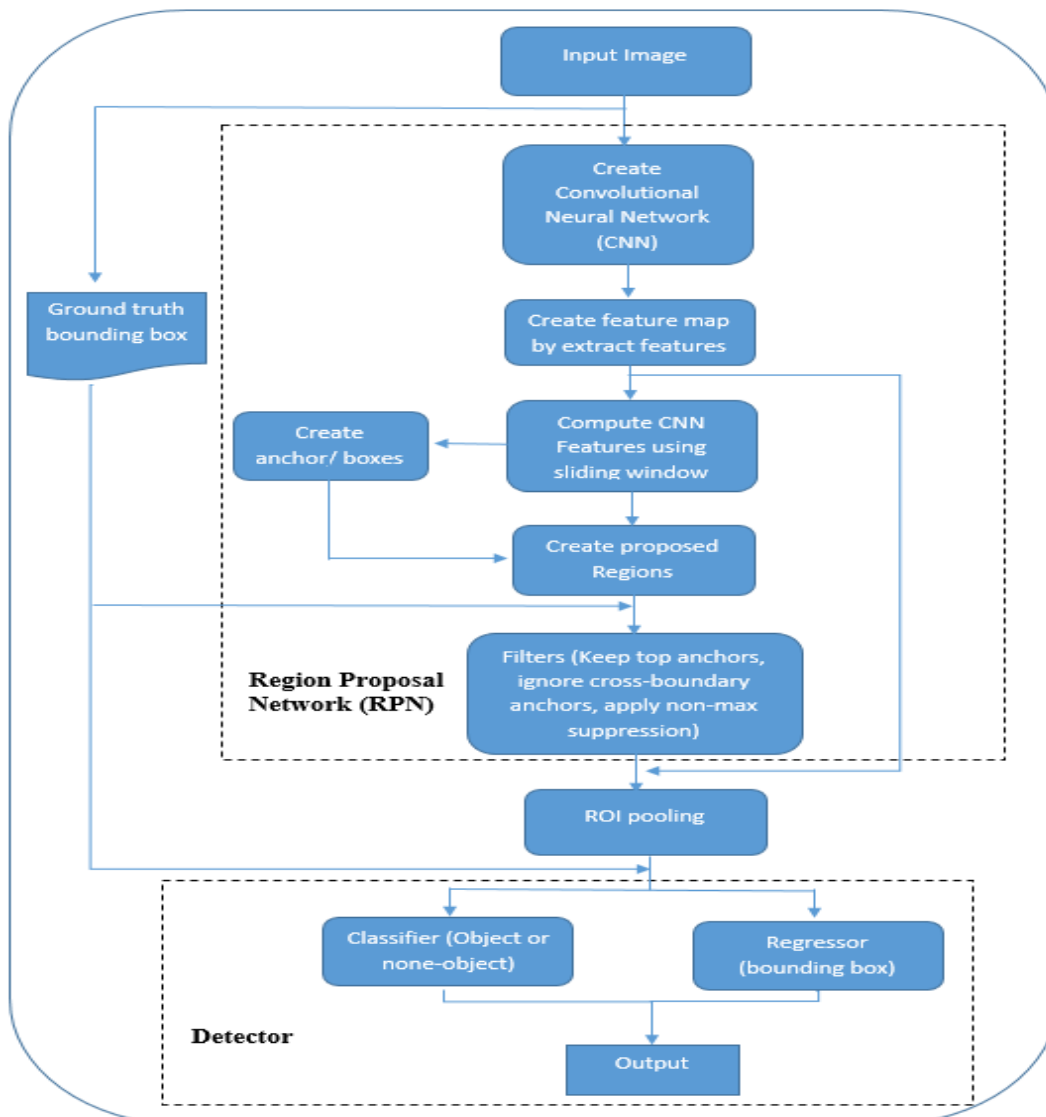 Input Image
Create
Convolutional
Neural Network
(CNN)
Ground truth
bounding box
Create feature map
by extract features
Create
anchor/ boxes
Compute CNN
Features using
sliding window
Create proposed
Regions
Region Proposal
Network (RPN)
Filters (Keep top anchors,
ignore cross-boundary
anchors, apply non-max
suppression)
ROI pooling
Classifier (Object or
none-object)
Regressor
(bounding box)
Detector
Output